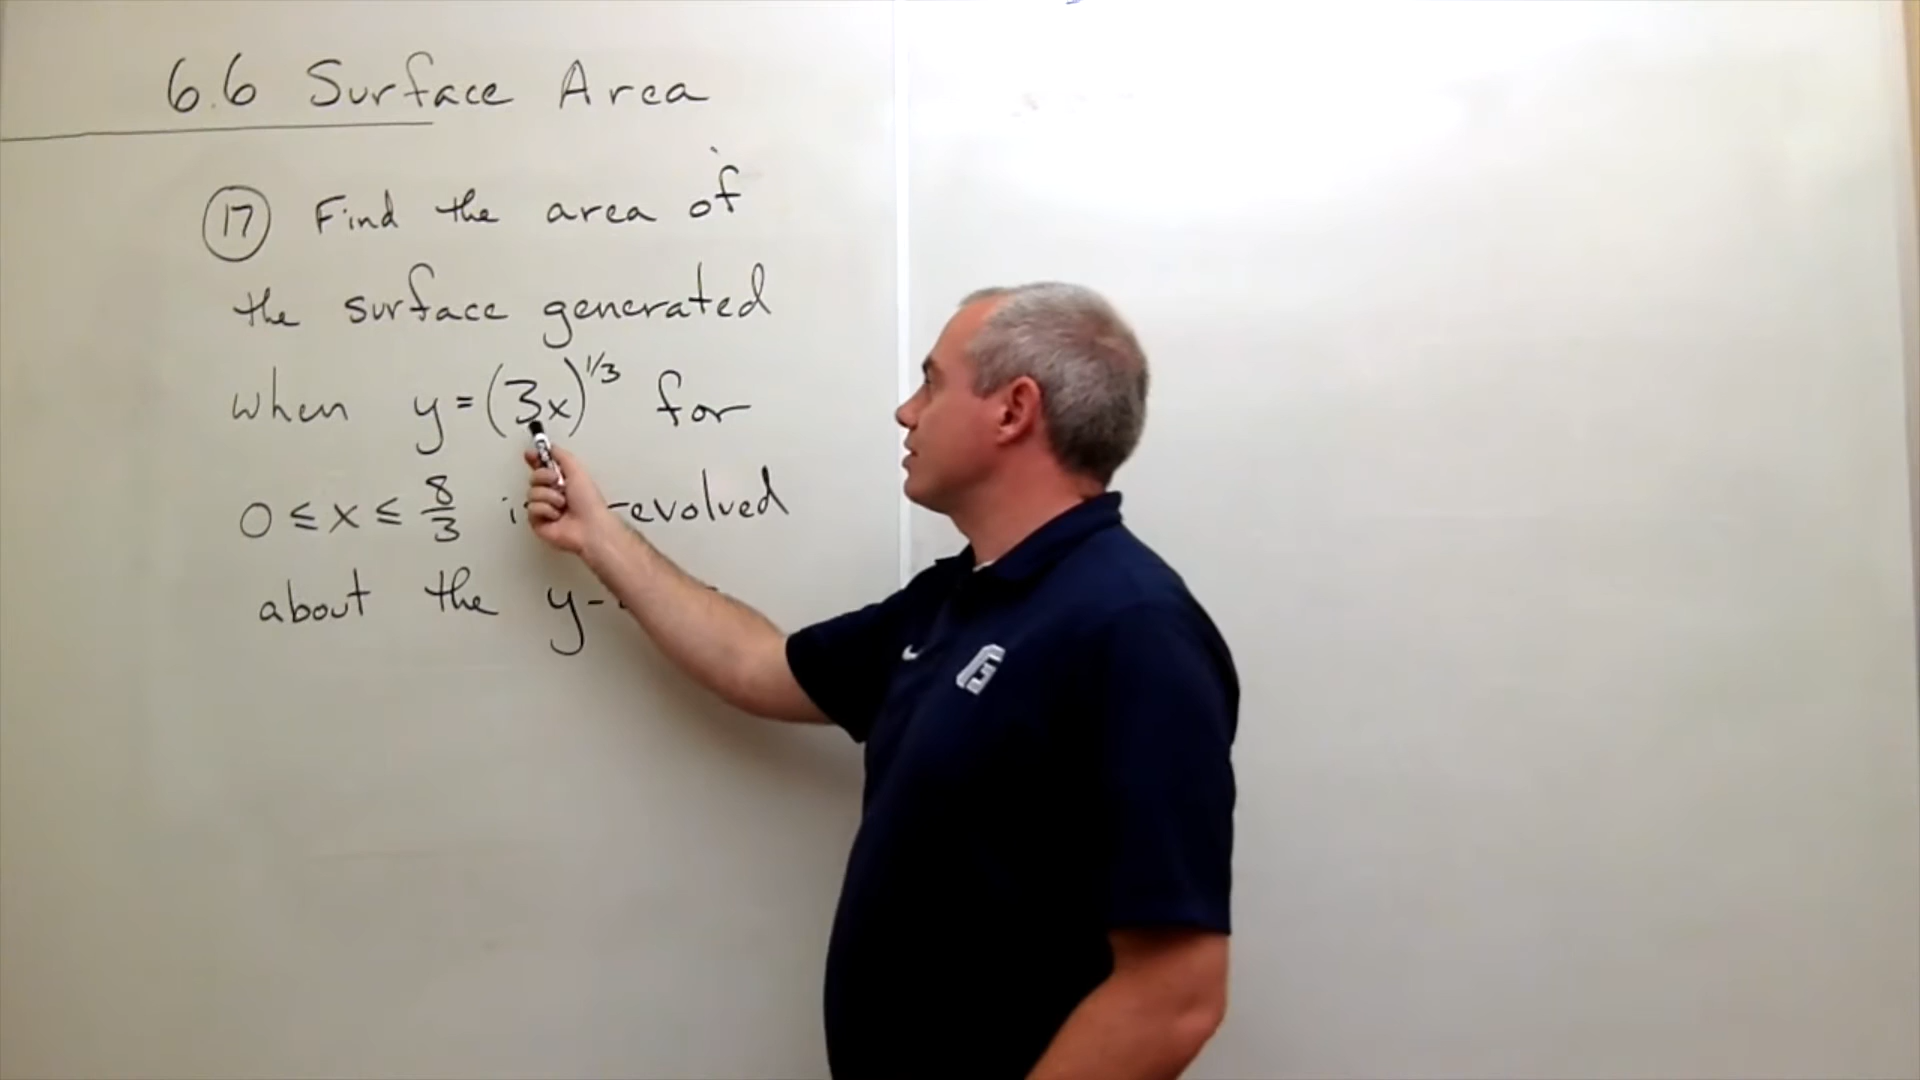 6.6 Surface Area
17 Find the area of
the surface generated
when y=(3x)^1/3 for
0≤x≤8/3 revolved
about the y-